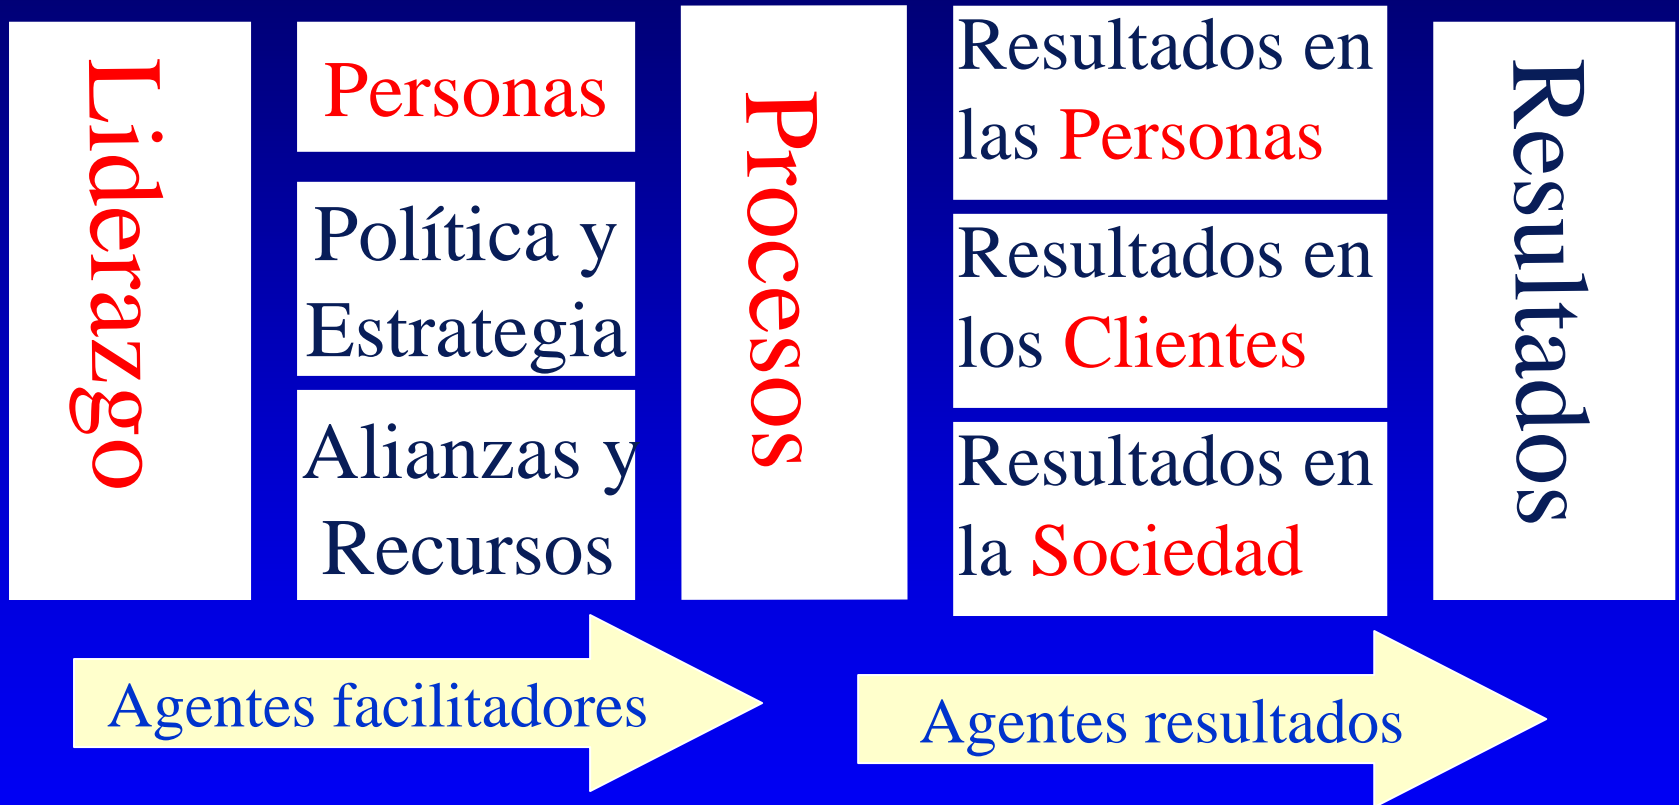 Liderazgo
Personas
Política y
Estrategia
Alianzas y
Recursos
Procesos
Resultados en
las Personas
Resultados en
los Clientes
Resultados en
la Sociedad
Resultados
Agentes facilitadores
Agentes resultados